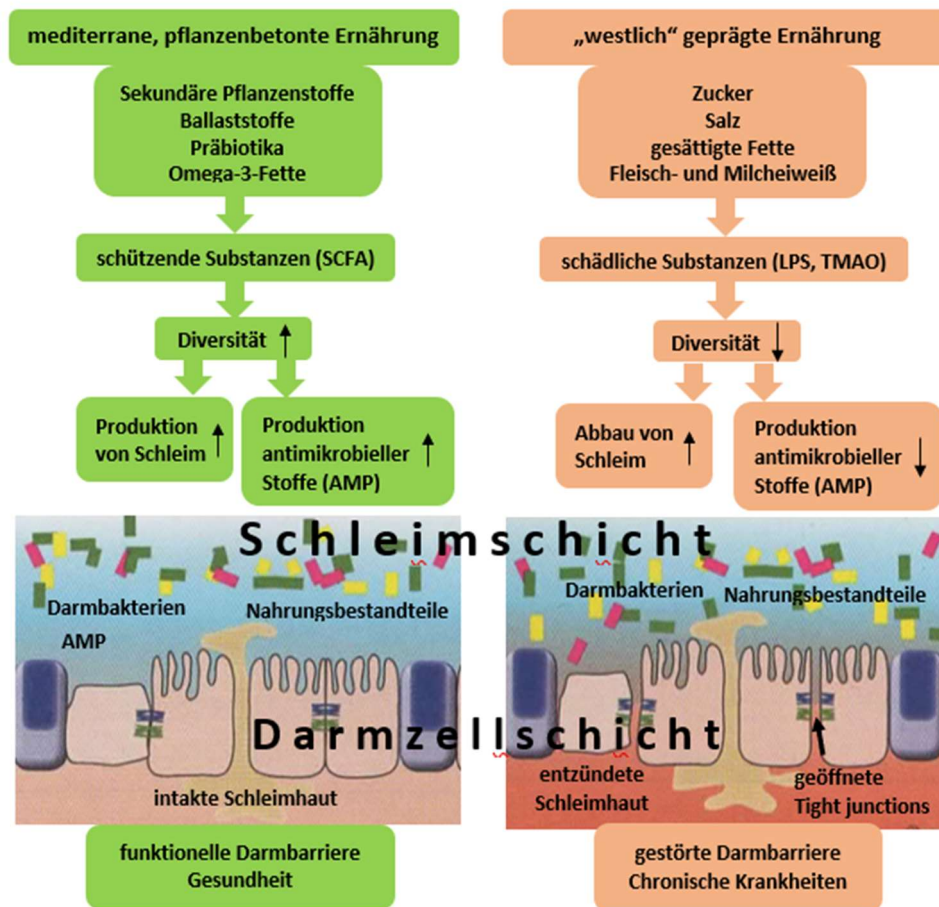 mediterrane, pflanzenbetonte Ernährung
Sekundäre Pflanzenstoffe
Ballaststoffe
Präbiotika
Omega-3-Fette
schützende Substanzen (SCFA)
Diversität
Produktion
von Schleim
Produktion
antimikrobieller
Stoffe (AMP)
„westlich“ geprägte Ernährung
Zucker
Salz
gesättigte Fette
Fleisch- und Milcheiweiß
schädliche Substanzen (LPS, TMAO)
Diversität
Abbau von
Schleim
Produktion
antimikrobieller
Stoffe (AMP)
Schleimschicht
Darmbakterien
AMP
Nahrungsbestandteile
Darmbakterien
Nahrungsbestandteile
Darmzellschicht
intakte Schleimhaut
entzündete
Schleimhaut
geöffnete
Tight junctions
funktionelle Darmbarriere
Gesundheit
gestörte Darmbarriere
Chronische Krankheiten